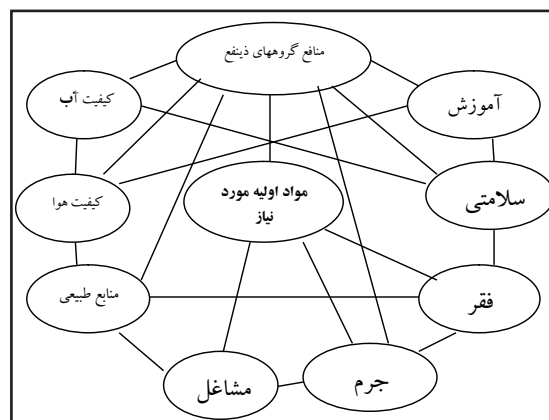 منافع گروههای ذینفع
کیفیت آب
آموزش
کیفیت هوا
مواد اولیه مورد
نیاز
سلامتی
منابع طبیعی
فقر
مشاغل
جرم